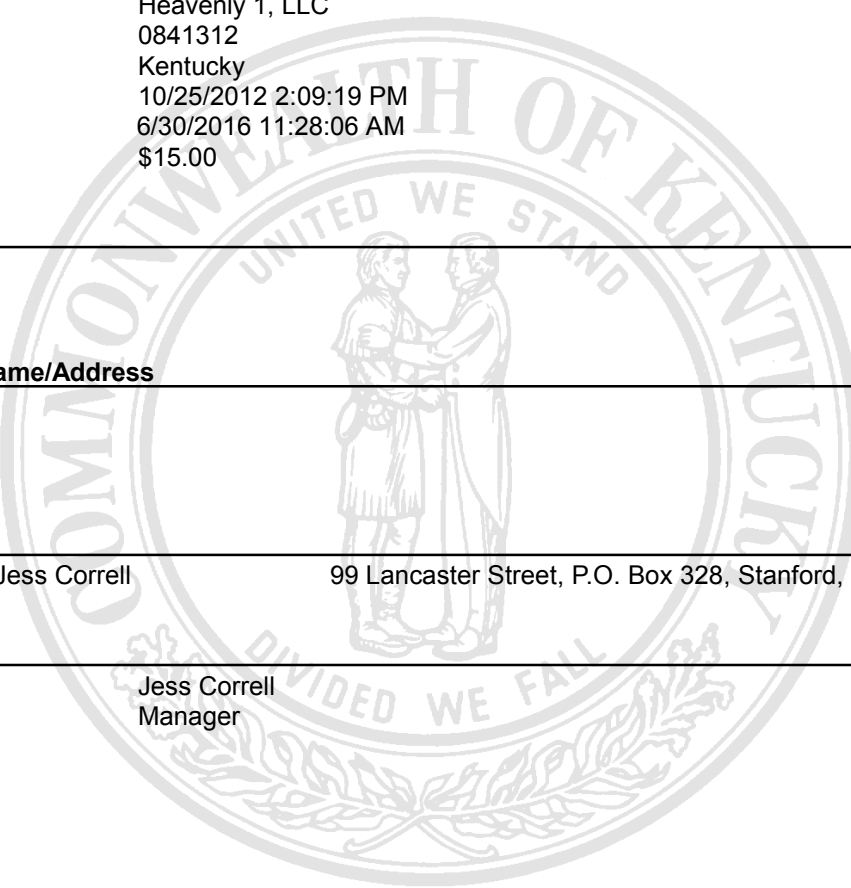 Heavenly 1, LLC
0841312
Kentucky
10/25/2012 2:09:19 PM
6/30/2016 11:28:06 AM
$15.00
COMMONWEALTH OF KENTUCKY
UNITED WE STAND
ame/Address
Jess Correll 99 Lancaster Street, P.O. Box 328, Stanford,
DIVIDED WE FALL
Jess Correll
Manager